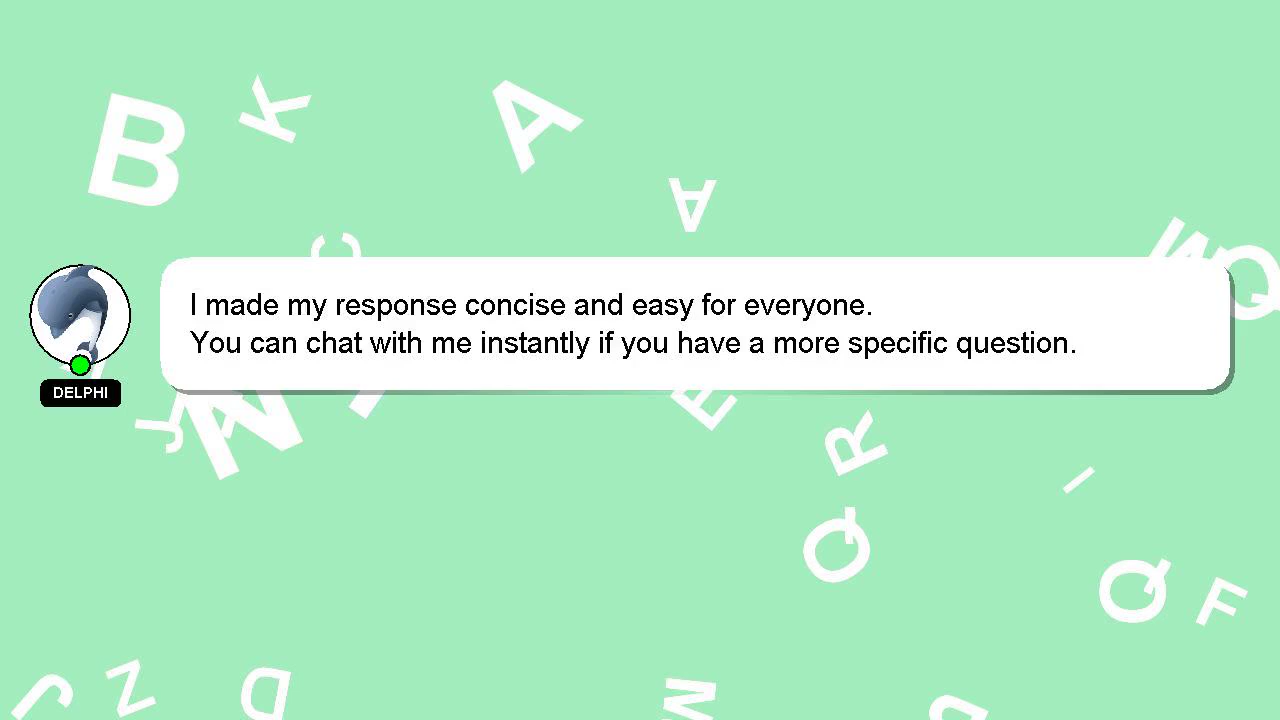 B
K
A
A
C
M
Q
I made my response concise and easy for everyone.
You can chat with me instantly if you have a more specific question.
DELPHI
J
A
N
E
R
I
Q
Q
F
J
Z
D
M